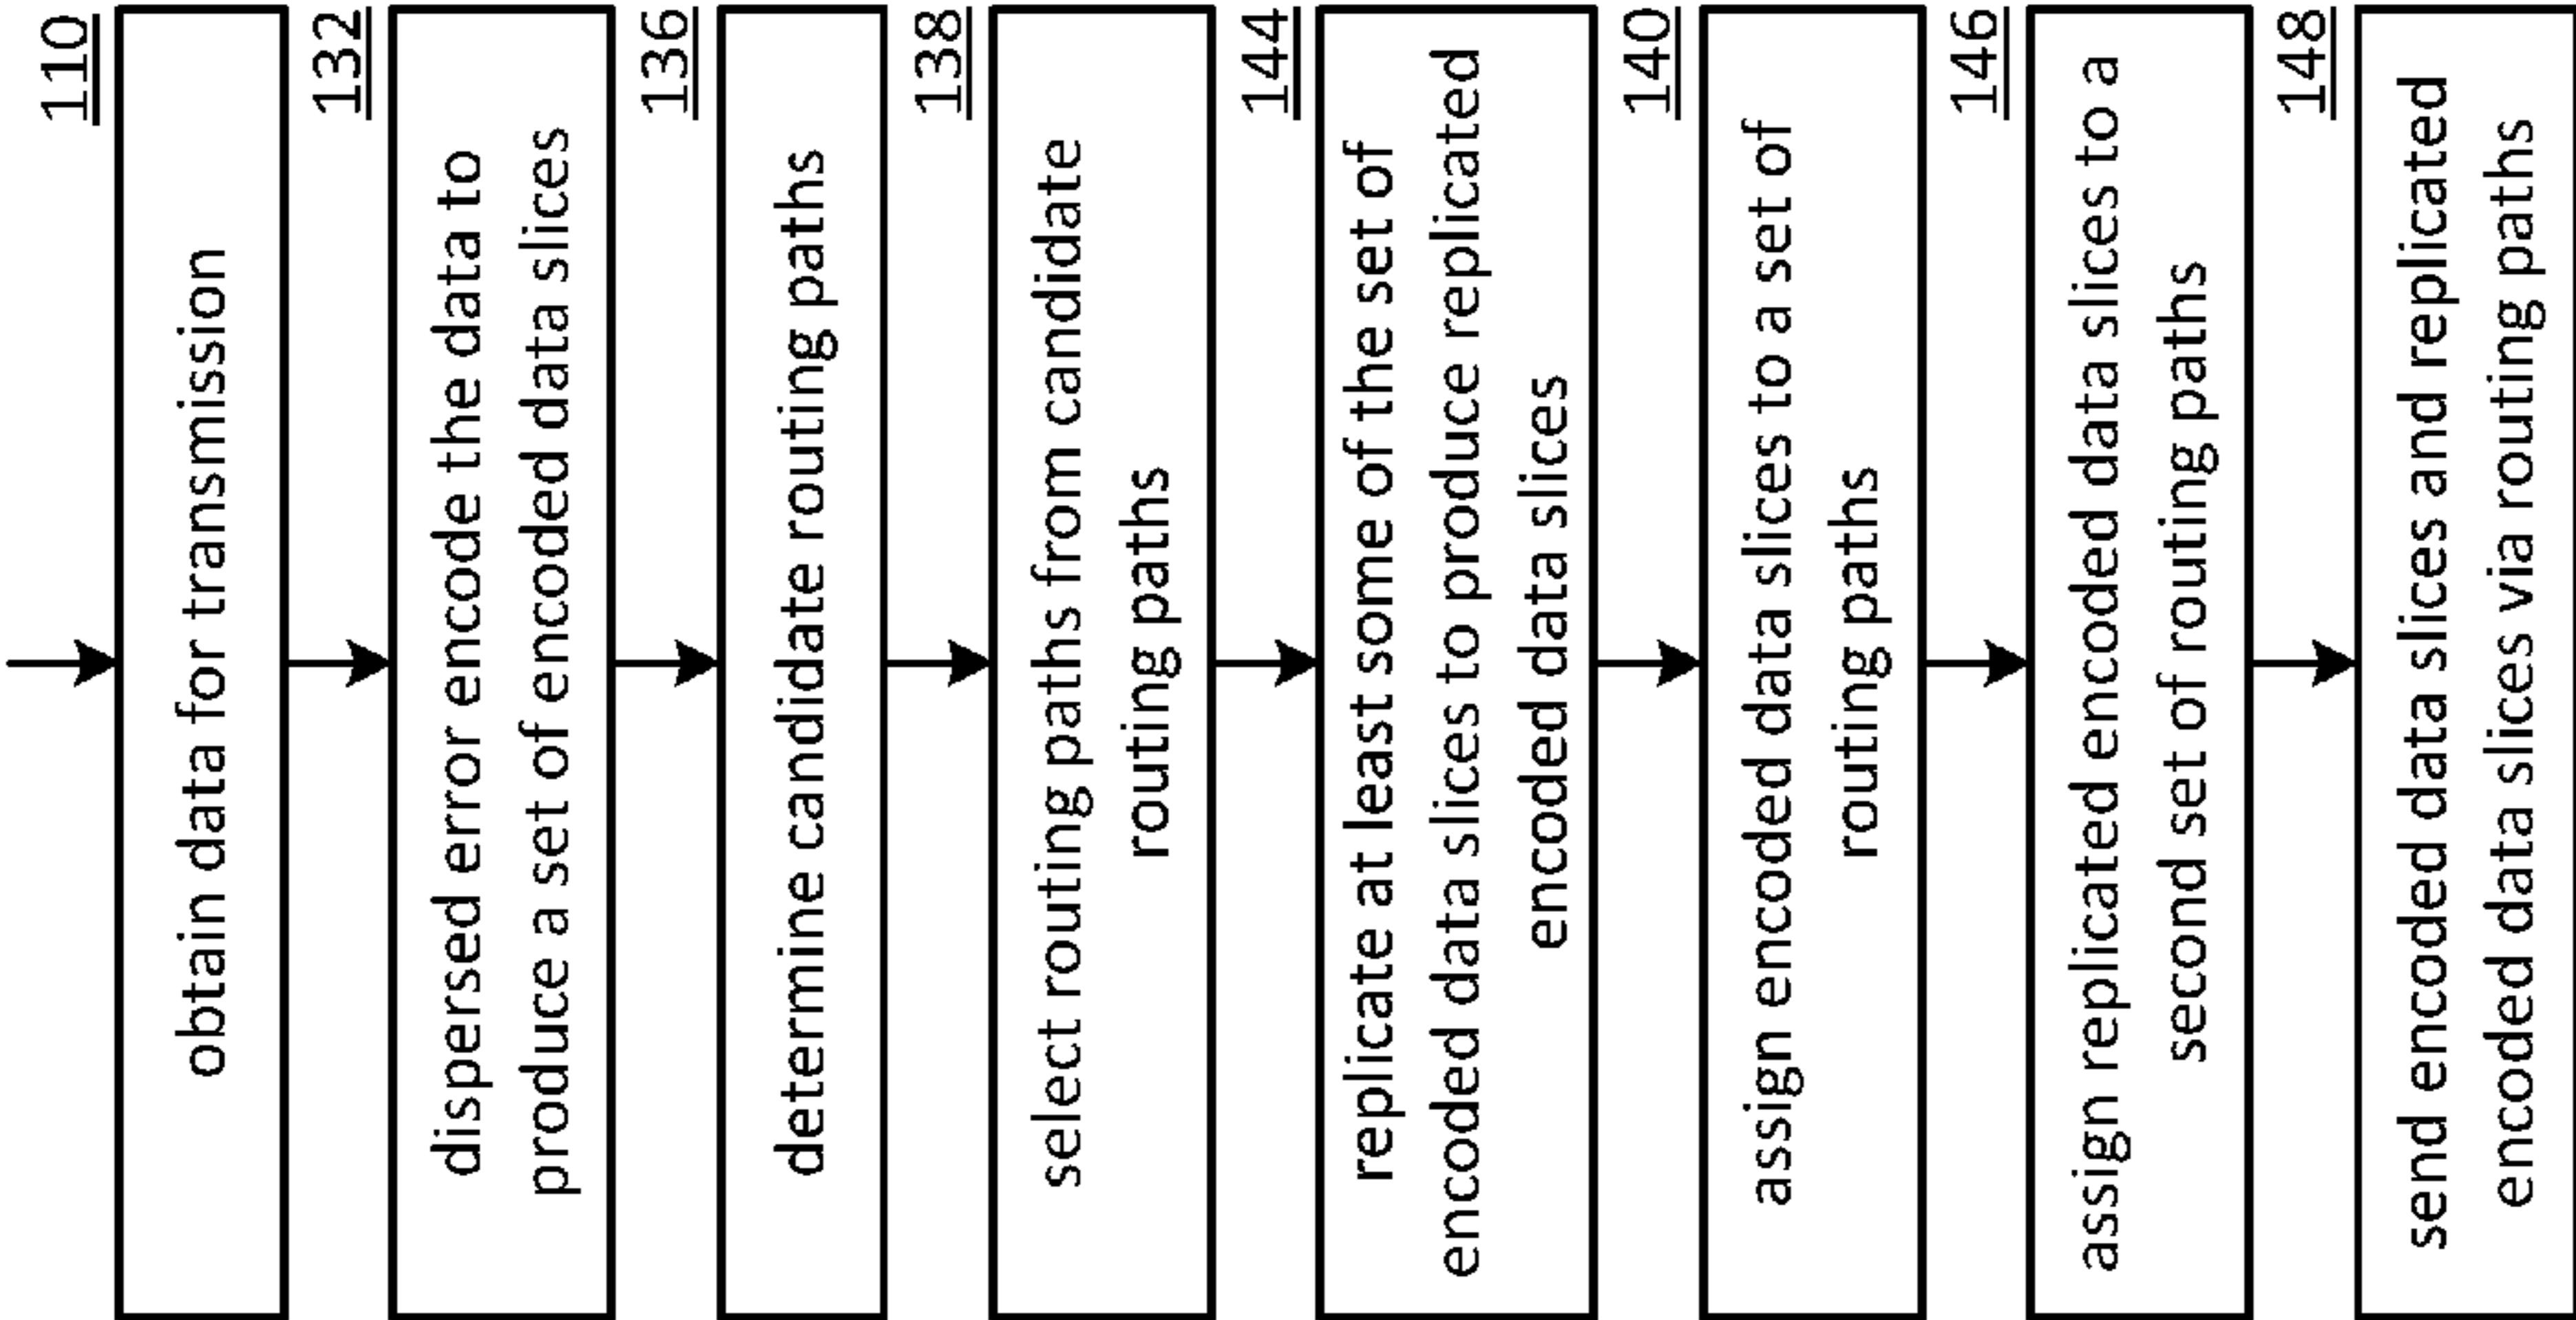 110
obtain data for transmission
132
dispersed error encode the data to
produce a set of encoded data slices
136
determine candidate routing paths
138
select routing paths from candidate
routing paths
144
replicate at least some of the set of
encoded data slices to produce replicated
encoded data slices
140
assign encoded data slices to a set of
routing paths
146
assign replicated encoded data slices to a
second set of routing paths
148
send encoded data slices and replicated
encoded data slices via routing paths